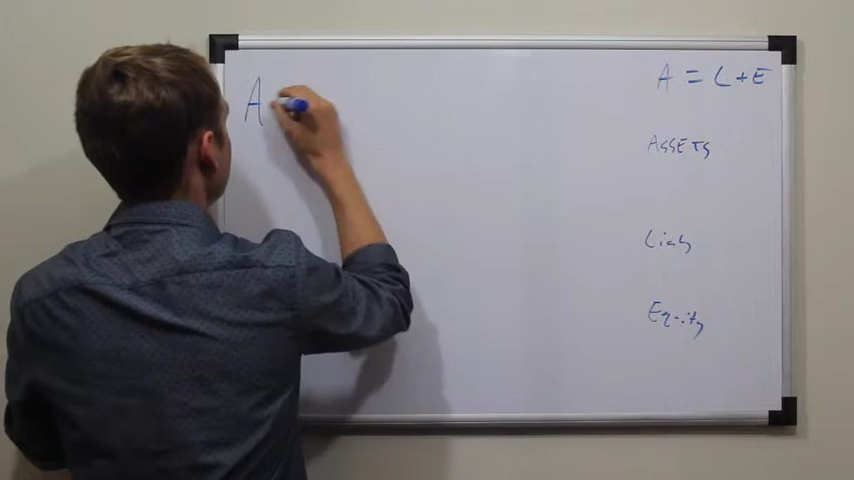 A
A = L + E
ASSETS
Liab
Equity